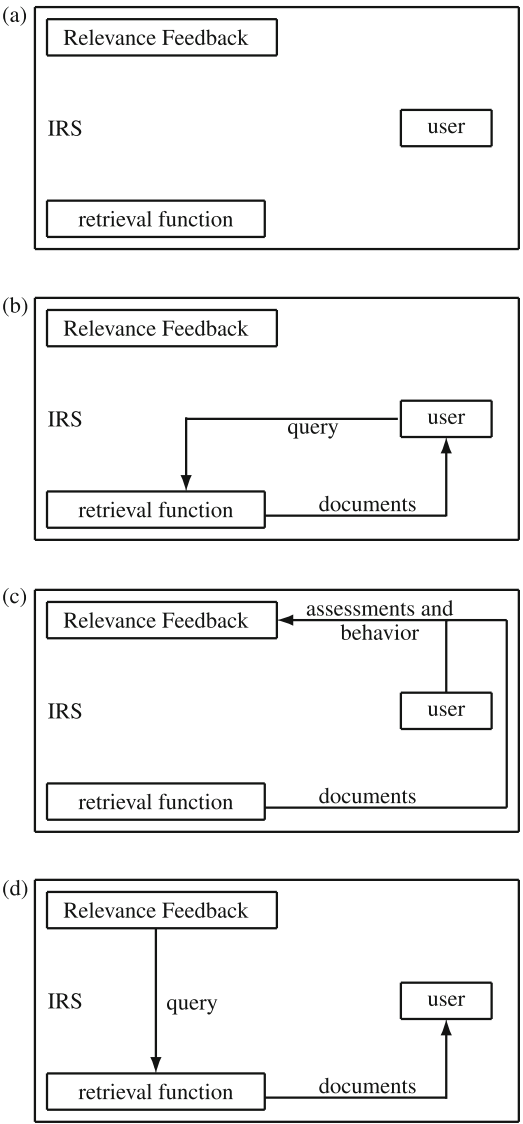 (a)
Relevance Feedback
IRS
user
retrieval function
(b)
Relevance Feedback
IRS
user
query
retrieval function
documents
(c)
Relevance Feedback
assessments and
behavior
IRS
user
retrieval function
documents
(d)
Relevance Feedback
IRS
query
user
retrieval function
documents